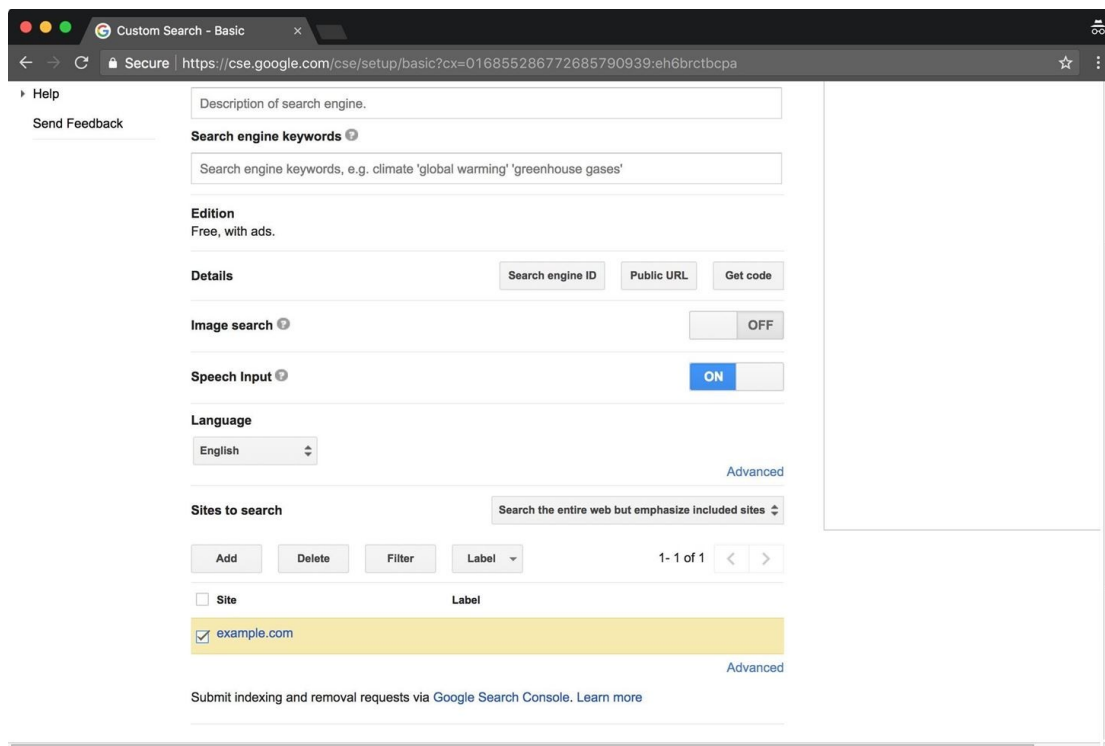 Custom Search - Basic
Secure | https://cse.google.com/cse/setup/basic?cx=016855286772685790939:eh6brctbcpa
Help
Send Feedback
Description of search engine.
Search engine keywords
Search engine keywords, e.g. climate 'global warming' 'greenhouse gases'
Edition
Free, with ads.
Details Search engine ID Public URL Get code
Image search OFF
Speech Input ON
Language
English
Advanced
Sites to search Search the entire web but emphasize included sites
Add Delete Filter Label 1- 1 of 1
Site Label
example.com
Advanced
Submit indexing and removal requests via Google Search Console. Learn more